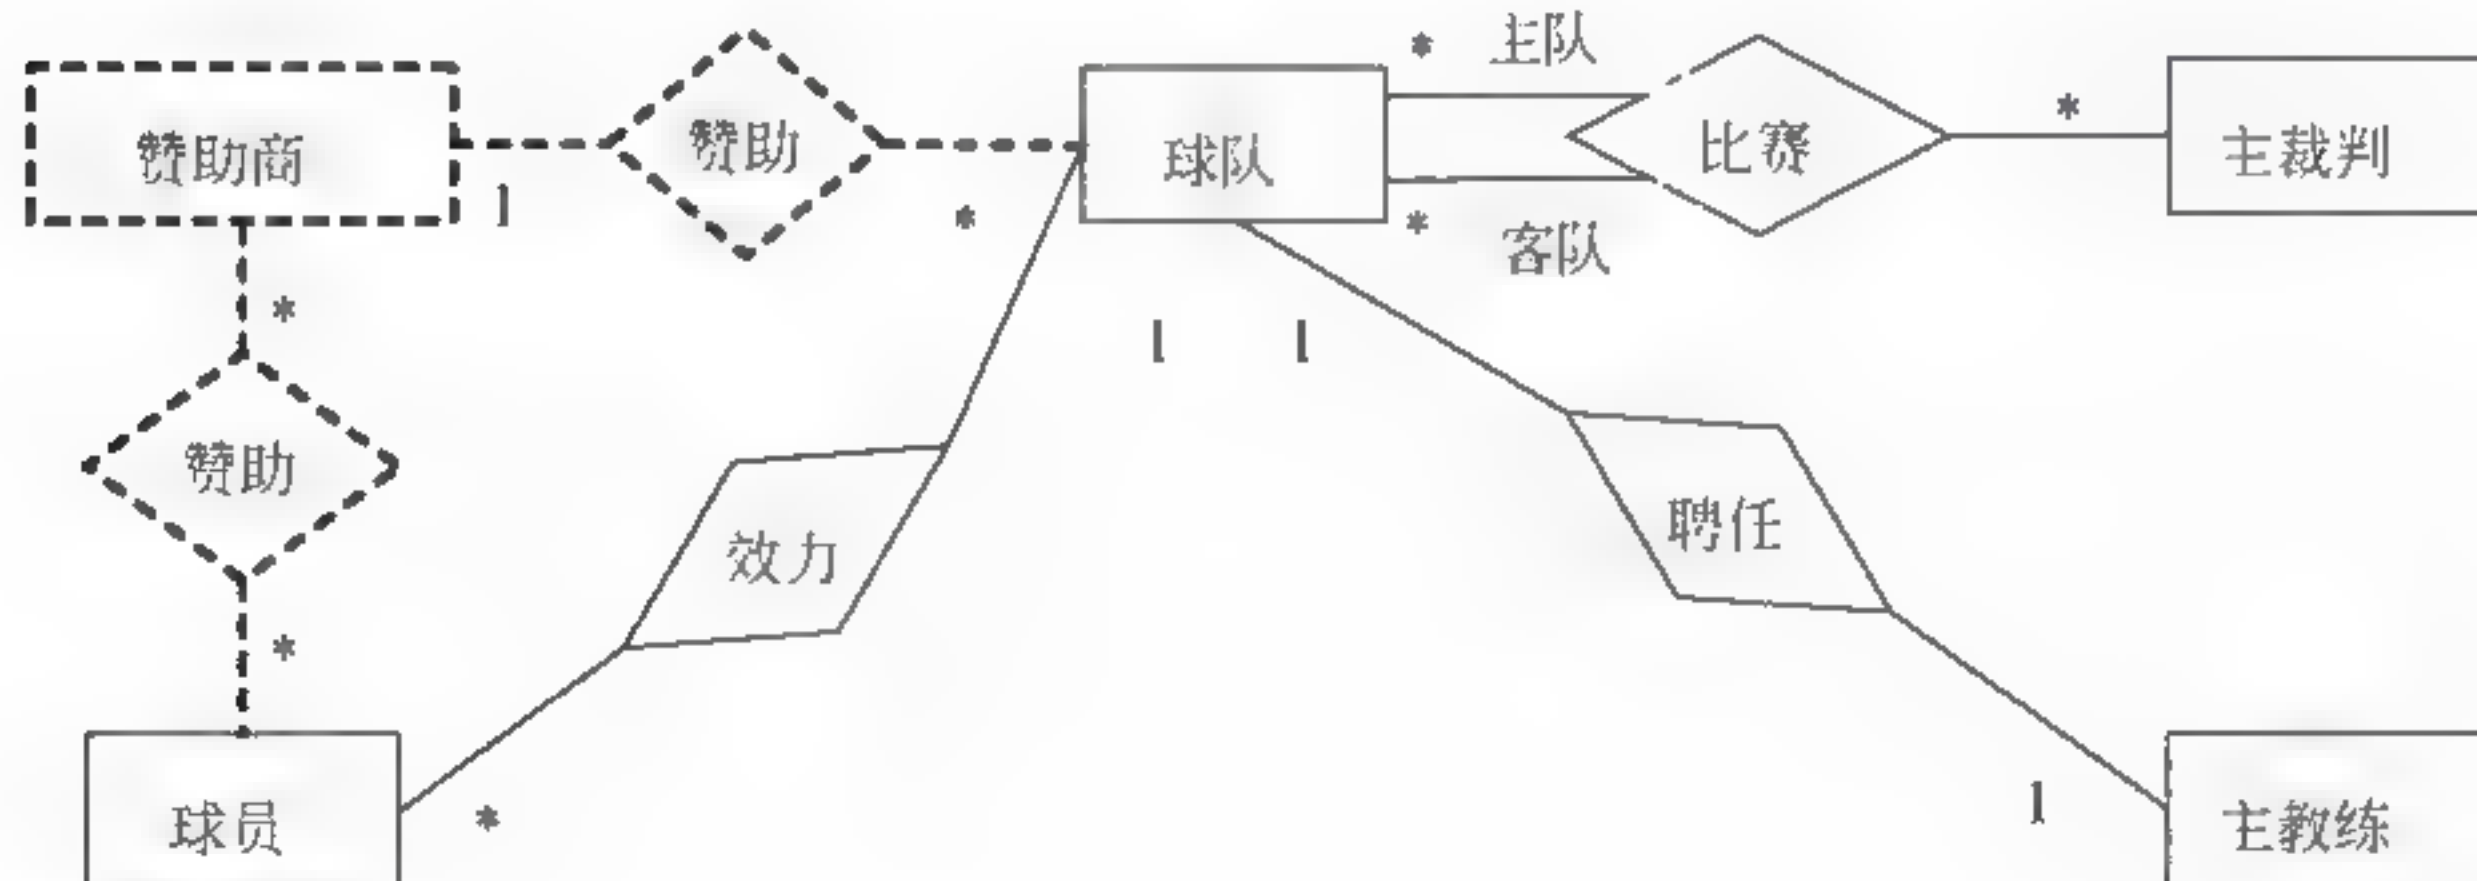 * 主队
赞助商 赞助 球队 比赛 * 主裁判
1 * * 客队
*
1 1
赞助 效力 聘任
*
球员 * 1 主教练